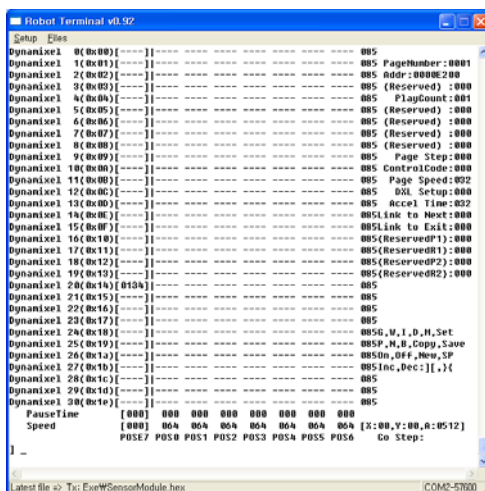 Robot Terminal v0.92
Setup Files
Dynamixel 0(0x00)[----]|---- ---- ---- ---- ---- ---- ---- 085
Dynamixel 1(0x01)[----]|---- ---- ---- ---- ---- ---- ---- 085 PageNumber:0001
Dynamixel 2(0x02)[----]|---- ---- ---- ---- ---- ---- ---- 085 Addr:0000E200
Dynamixel 3(0x03)[----]|---- ---- ---- ---- ---- ---- ---- 085 (Reserved) :000
Dynamixel 4(0x04)[----]|---- ---- ---- ---- ---- ---- ---- 085 PlayCount:001
Dynamixel 5(0x05)[----]|---- ---- ---- ---- ---- ---- ---- 085 (Reserved) :000
Dynamixel 6(0x06)[----]|---- ---- ---- ---- ---- ---- ---- 085 (Reserved) :000
Dynamixel 7(0x07)[----]|---- ---- ---- ---- ---- ---- ---- 085 (Reserved) :000
Dynamixel 8(0x08)[----]|---- ---- ---- ---- ---- ---- ---- 085 (Reserved) :000
Dynamixel 9(0x09)[----]|---- ---- ---- ---- ---- ---- ---- 085 Page Step:000
Dynamixel 10(0x0A)[----]|---- ---- ---- ---- ---- ---- ---- 085 ControlCode:000
Dynamixel 11(0x0B)[----]|---- ---- ---- ---- ---- ---- ---- 085 Page Speed:032
Dynamixel 12(0x0C)[----]|---- ---- ---- ---- ---- ---- ---- 085 DXL Setup:000
Dynamixel 13(0x0D)[----]|---- ---- ---- ---- ---- ---- ---- 085 Accel Time:032
Dynamixel 14(0x0E)[----]|---- ---- ---- ---- ---- ---- ---- 085Link to Next:000
Dynamixel 15(0x0F)[----]|---- ---- ---- ---- ---- ---- ---- 085Link to Exit:000
Dynamixel 16(0x10)[----]|---- ---- ---- ---- ---- ---- ---- 085(ReservedP1):000
Dynamixel 17(0x11)[----]|---- ---- ---- ---- ---- ---- ---- 085(ReservedR1):000
Dynamixel 18(0x12)[----]|---- ---- ---- ---- ---- ---- ---- 085(ReservedP2):000
Dynamixel 19(0x13)[----]|---- ---- ---- ---- ---- ---- ---- 085(ReservedR2):000
Dynamixel 20(0x14)[0134]|---- ---- ---- ---- ---- ---- ---- 085
Dynamixel 21(0x15)[----]|---- ---- ---- ---- ---- ---- ---- 085
Dynamixel 22(0x16)[----]|---- ---- ---- ---- ---- ---- ---- 085
Dynamixel 23(0x17)[----]|---- ---- ---- ---- ---- ---- ---- 085
Dynamixel 24(0x18)[----]|---- ---- ---- ---- ---- ---- ---- 085G,W,I,D,M,Set
Dynamixel 25(0x19)[----]|---- ---- ---- ---- ---- ---- ---- 085P,N,B,Copy,Save
Dynamixel 26(0x1a)[----]|---- ---- ---- ---- ---- ---- ---- 085On,Off,New,SP
Dynamixel 27(0x1b)[----]|---- ---- ---- ---- ---- ---- ---- 085Inc,Dec:][,}{
Dynamixel 28(0x1c)[----]|---- ---- ---- ---- ---- ---- ---- 085
Dynamixel 29(0x1d)[----]|---- ---- ---- ---- ---- ---- ---- 085
Dynamixel 30(0x1e)[----]|---- ---- ---- ---- ---- ---- ---- 085
PauseTime [000] 000 000 000 000 000 000 000
Speed [000] 064 064 064 064 064 064 064 [X:00,Y:00,A:0512]
POSE7 POS0 POS1 POS2 POS3 POS4 POS5 POS6 Go Step:
] _
Latest file => Tx: Exe₩SensorModule.hex COM2-57600